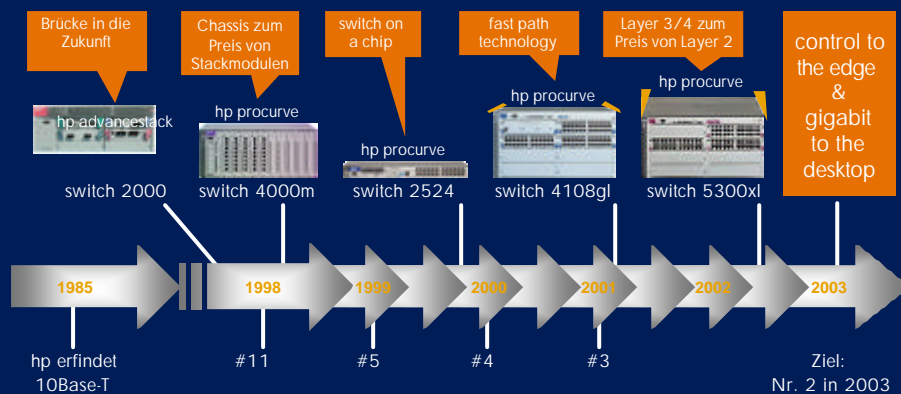 Brücke in die
Zukunft
Chassis zum
Preis von
Stackmodulen
switch on
a chip
fast path
technology
Layer 3/4 zum
Preis von Layer 2
control to
the edge
&
gigabit
to the
desktop
hp advancestack
switch 2000
hp procurve
switch 4000m
hp procurve
switch 2524
hp procurve
switch 4108gl
hp procurve
switch 5300xl
1985
1998
1999
2000
2001
2002
2003
hp erfindet
10Base-T
#11
#5
#4
#3
Ziel:
Nr. 2 in 2003